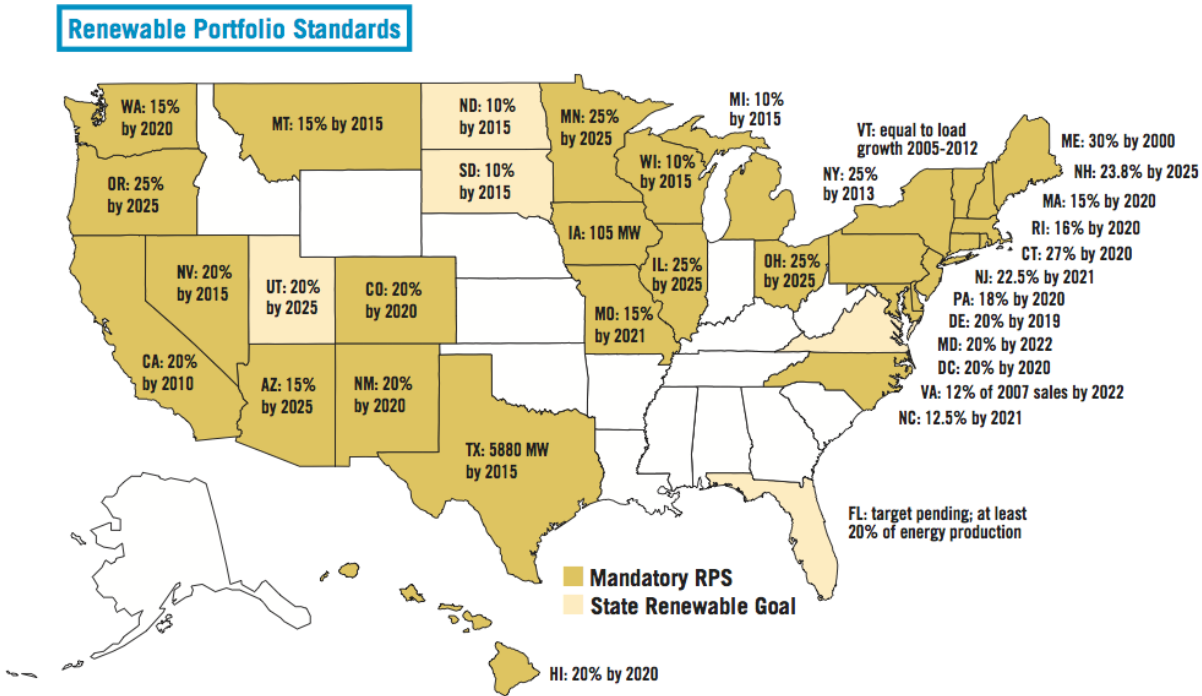 Renewable Portfolio Standards
WA: 15%
by 2020
MT: 15% by 2015
ND: 10%
by 2015
MN: 25%
by 2025
MI: 10%
by 2015
VT: equal to load
growth 2005-2012
ME: 30% by 2000
OR: 25%
by 2025
SD: 10%
by 2015
WI: 10%
by 2015
NY: 25%
by 2013
NH: 23.8% by 2025
MA: 15% by 2020
RI: 16% by 2020
CT: 27% by 2020
NJ: 22.5% by 2021
PA: 18% by 2020
DE: 20% by 2019
MD: 20% by 2022
DC: 20% by 2020
VA: 12% of 2007 sales by 2022
NC: 12.5% by 2021
IA: 105 MW
NV: 20%
by 2015
UT: 20%
by 2025
CO: 20%
by 2020
IL: 25%
by 2025
OH: 25%
by 2025
MO: 15%
by 2021
CA: 20%
by 2010
AZ: 15%
by 2025
NM: 20%
by 2020
TX: 5880 MW
by 2015
FL: target pending; at least
20% of energy production
Mandatory RPS
State Renewable Goal
HI: 20% by 2020